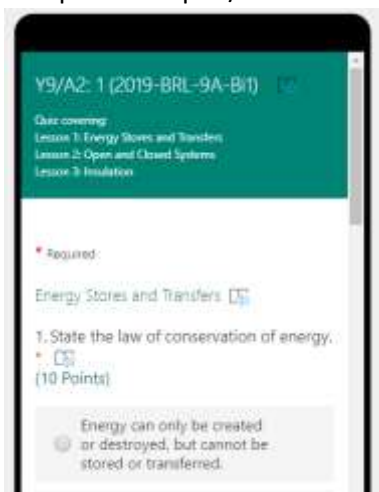 Y9/A2: 1 (2019-BRL-9A-Bi1)
Quiz covering:
Lesson 1: Energy Stores and Transfers
Lesson 2: Open and Closed Systems
Lesson 3: Insulation
* Required
Energy Stores and Transfers
1. State the law of conservation of energy.
*
(10 Points)
Energy can only be created
or destroyed, but cannot be
stored or transferred.